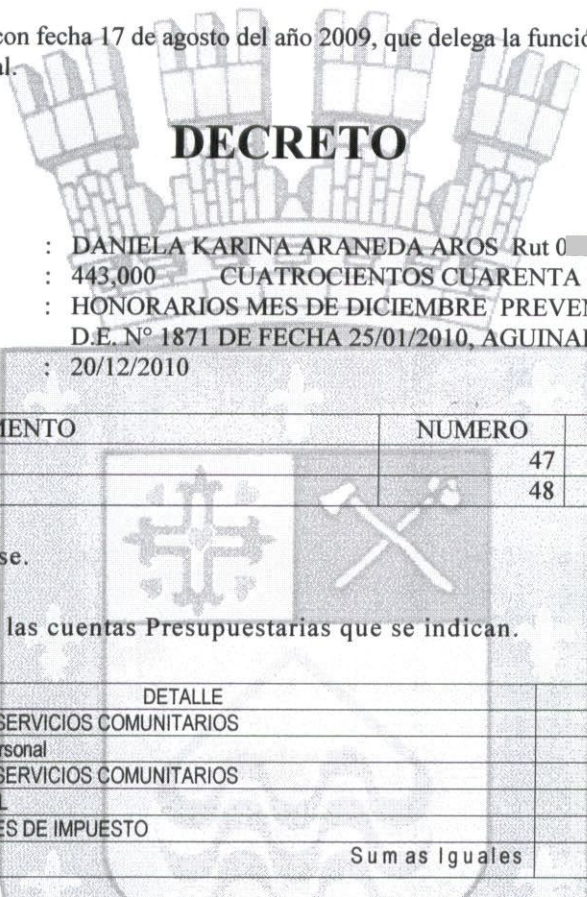 con fecha 17 de agosto del año 2009, que delega la funció
al.
DECRETO
: DANIELA KARINA ARANEDA AROS Rut 0
: 443,000 CUATROCIENTOS CUARENTA
: HONORARIOS MES DE DICIEMBRE PREVEN
D.E. N° 1871 DE FECHA 25/01/2010, AGUINAL
: 20/12/2010
MENTO NUMERO
47
48
se.
las cuentas Presupuestarias que se indican.
DETALLE
SERVICIOS COMUNITARIOS
rsonal
SERVICIOS COMUNITARIOS
L
ES DE IMPUESTO
Sumas Iguales